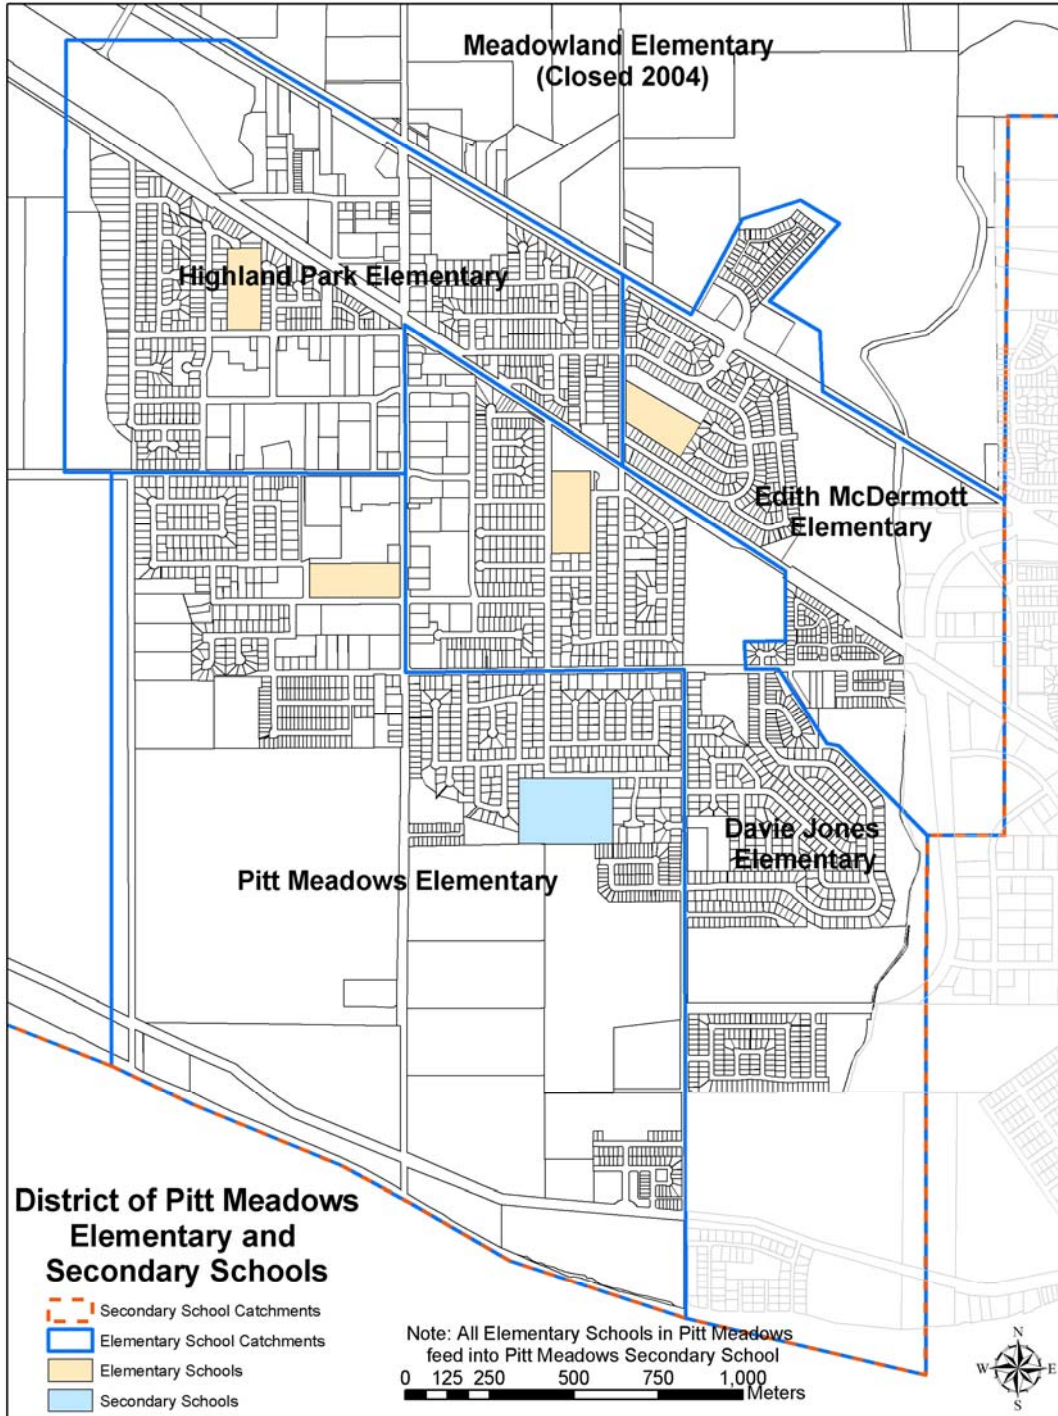 Meadowland Elementary
(Closed 2004)
Highland Park Elementary
Edith McDermott
Elementary
Davie Jones
Elementary
Pitt Meadows Elementary
District of Pitt Meadows
Elementary and
Secondary Schools
Secondary School Catchments
Elementary School Catchments
Elementary Schools
Secondary Schools
Note: All Elementary Schools in Pitt Meadows
feed into Pitt Meadows Secondary School
0 125 250 500 750 1,000
Meters
N
W E
S